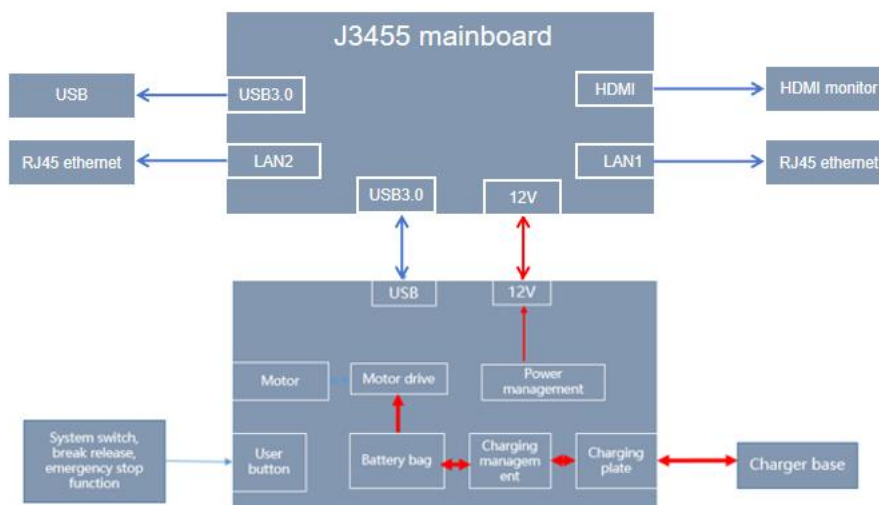 J3455 mainboard
USB
USB3.0
HDMI
HDMI monitor
RJ45 ethernet
LAN2
LAN1
RJ45 ethernet
USB3.0
12V
USB
12V
Motor
Motor drive
Power
management
System switch,
break release,
emergency stop
function
User
button
Battery bag
Charging
managem
ent
Charging
plate
Charger base